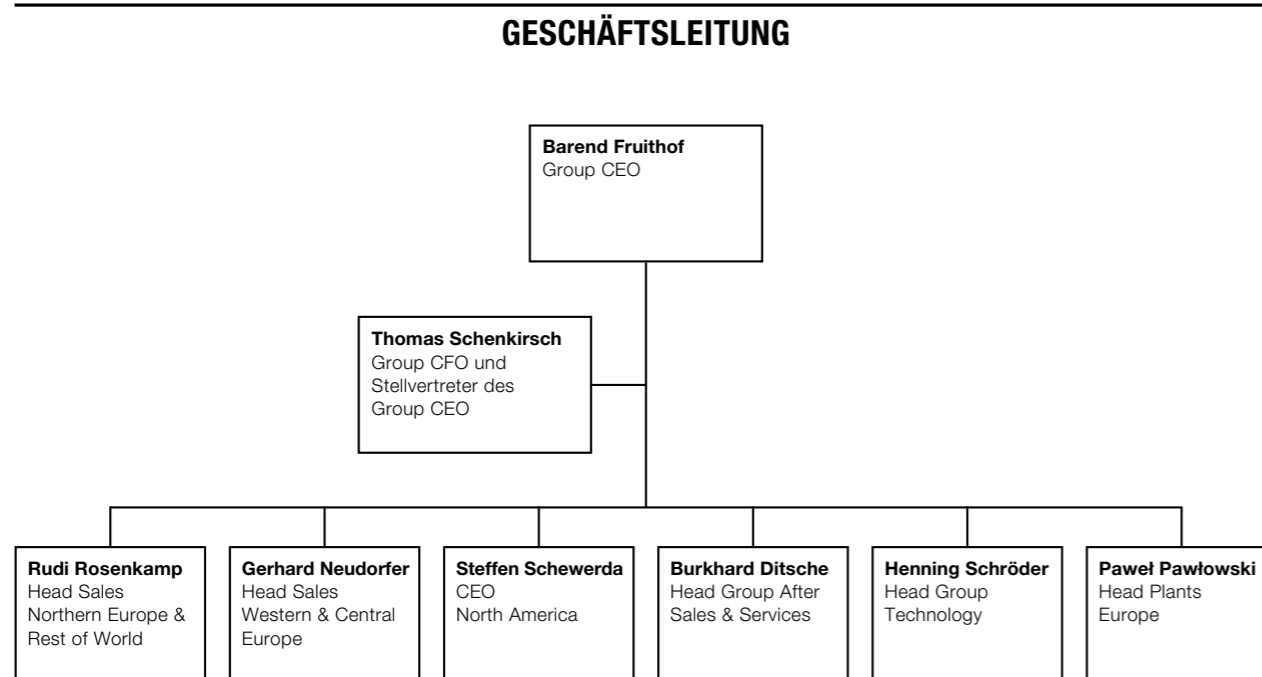 GESCHÄFTSLEITUNG
Barend Fruithof
Group CEO
Thomas Schenkirsch
Group CFO und
Stellvertreter des
Group CEO
Rudi Rosenkamp
Head Sales
Northern Europe &
Rest of World
Gerhard Neudorfer
Head Sales
Western & Central
Europe
Steffen Schewerda
CEO
North America
Burkhard Ditsche
Head Group After
Sales & Services
Henning Schröder
Head Group
Technology
Paweł Pawłowski
Head Plants
Europe